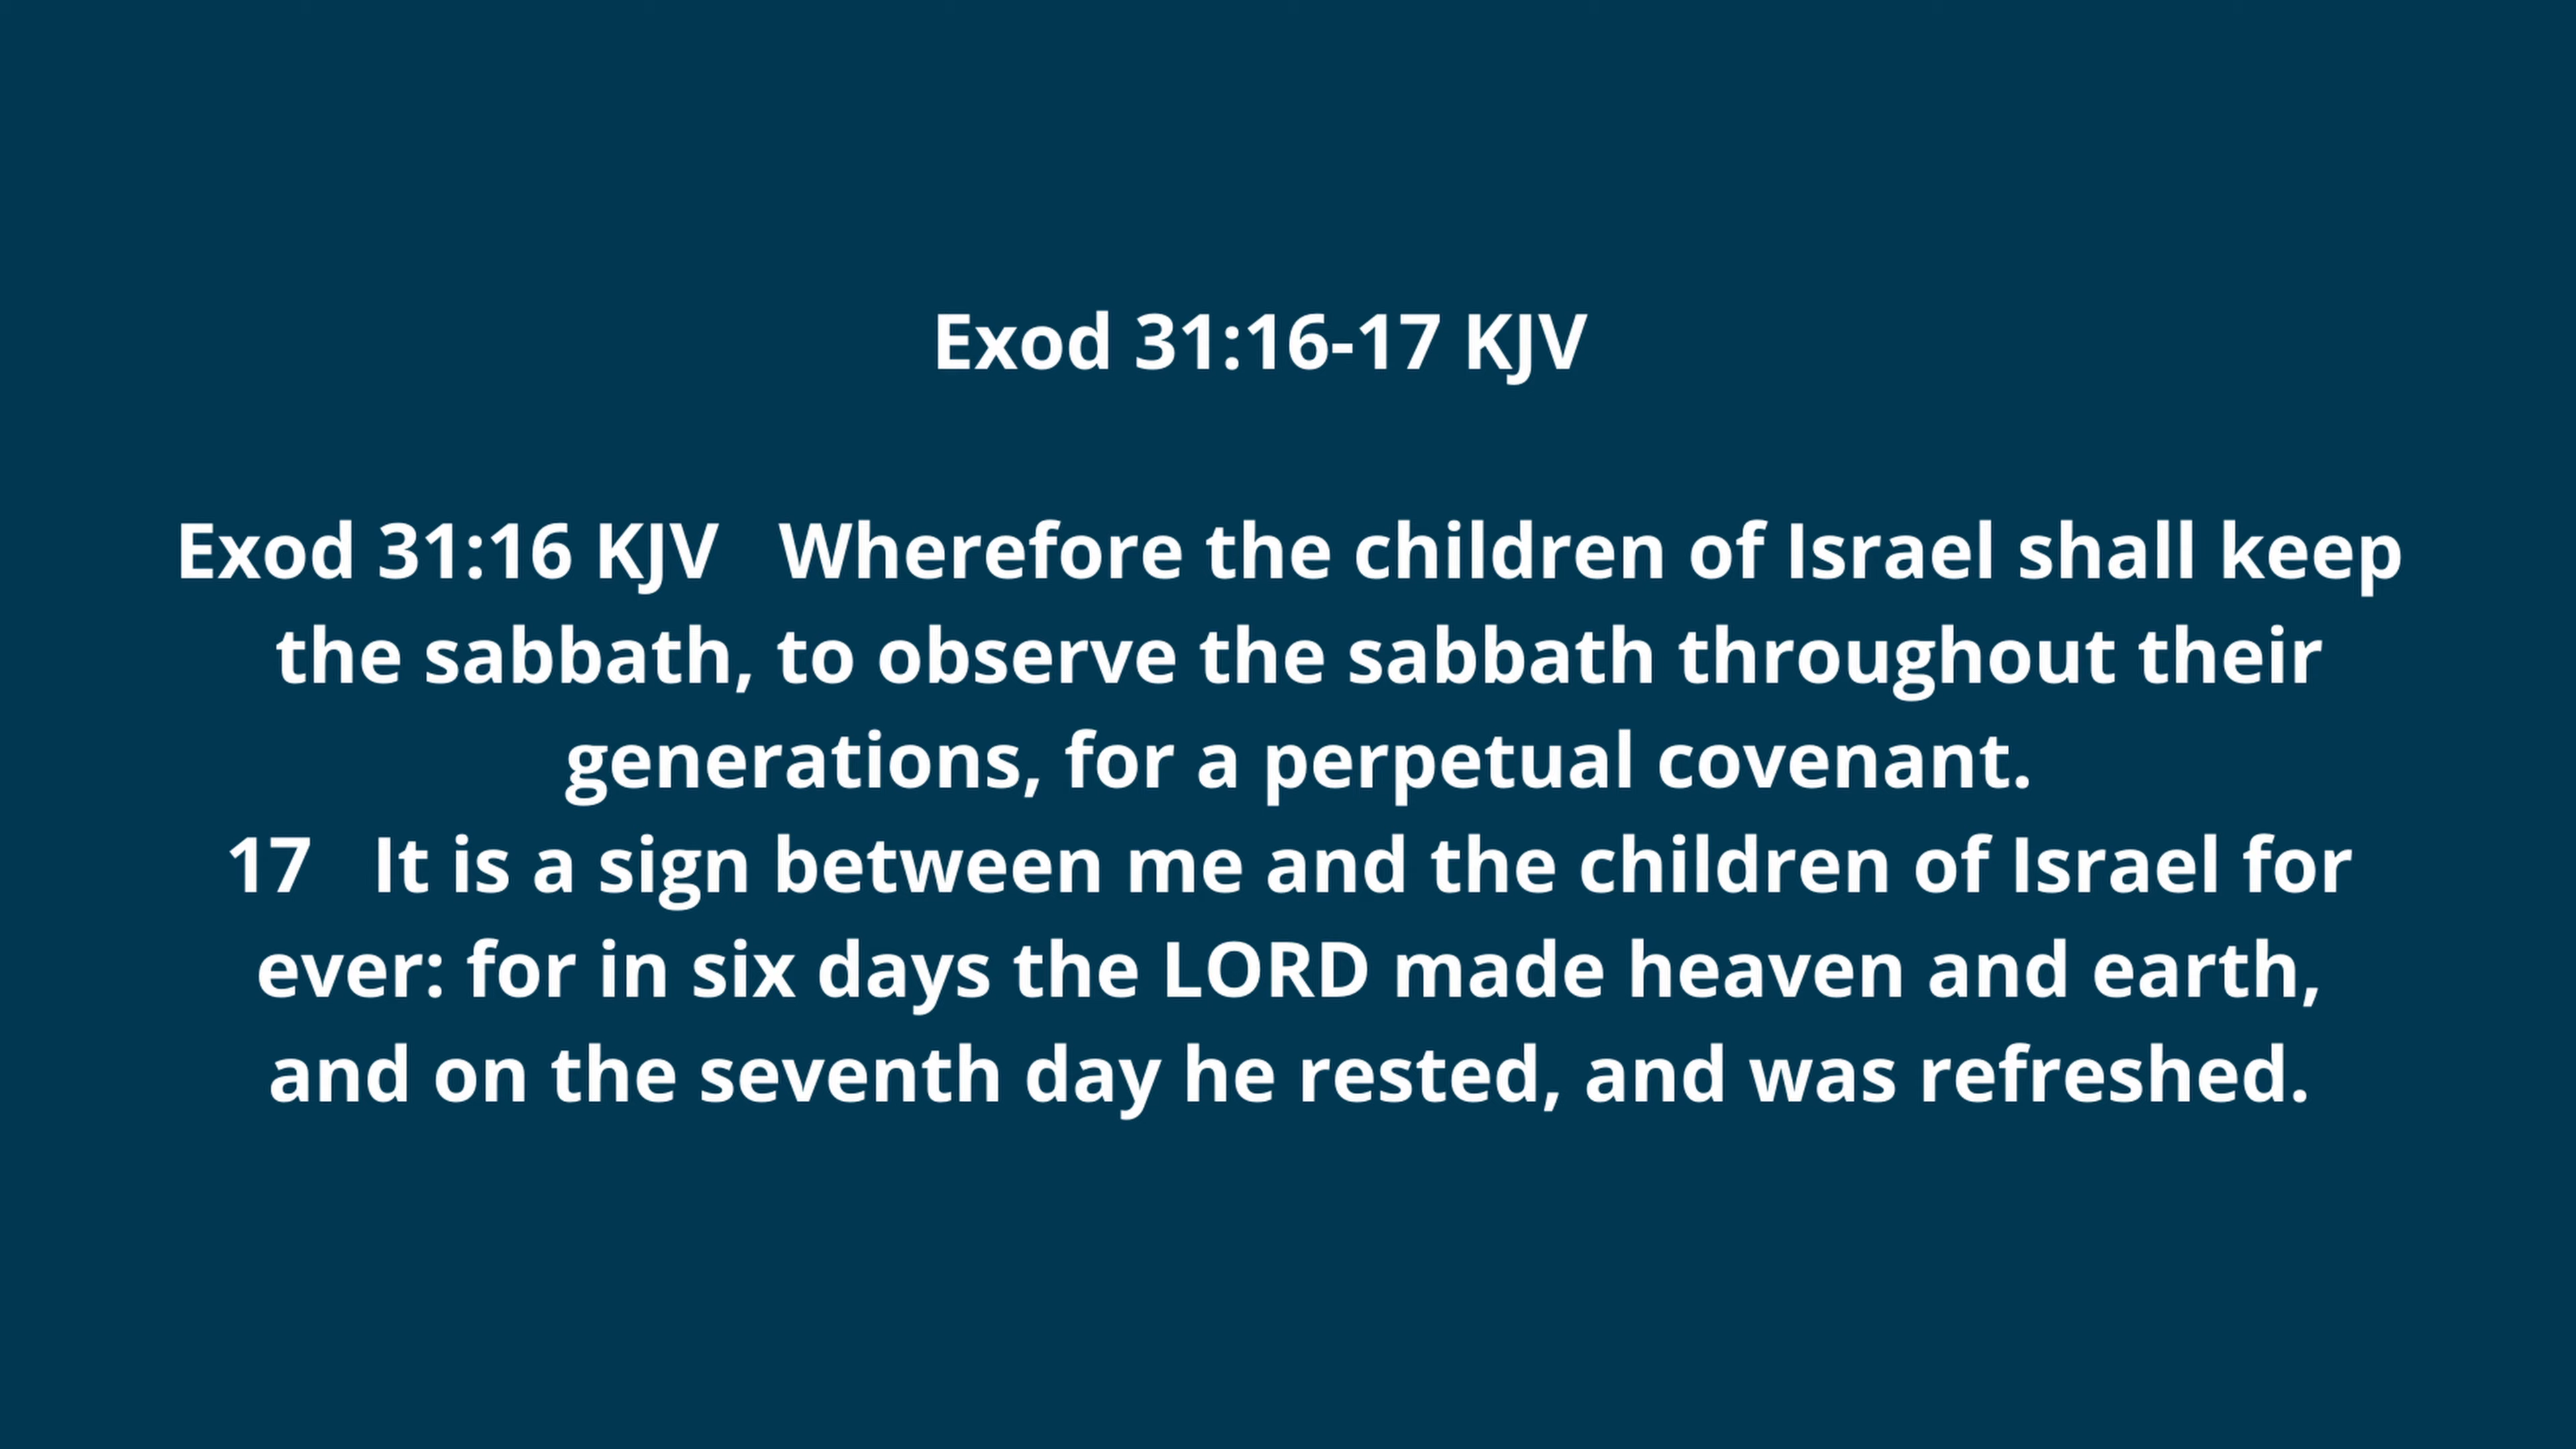 Exod 31:16-17 KJV
Exod 31:16 KJV   Wherefore the children of Israel shall keep
the sabbath, to observe the sabbath throughout their
generations, for a perpetual covenant.
17   It is a sign between me and the children of Israel for
ever: for in six days the LORD made heaven and earth,
and on the seventh day he rested, and was refreshed.